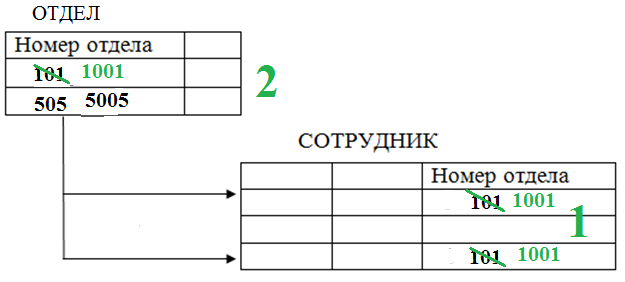 ОТДЕЛ
Номер отдела
101 1001
505 5005
2
СОТРУДНИК
Номер отдела
101 1001
1
101 1001